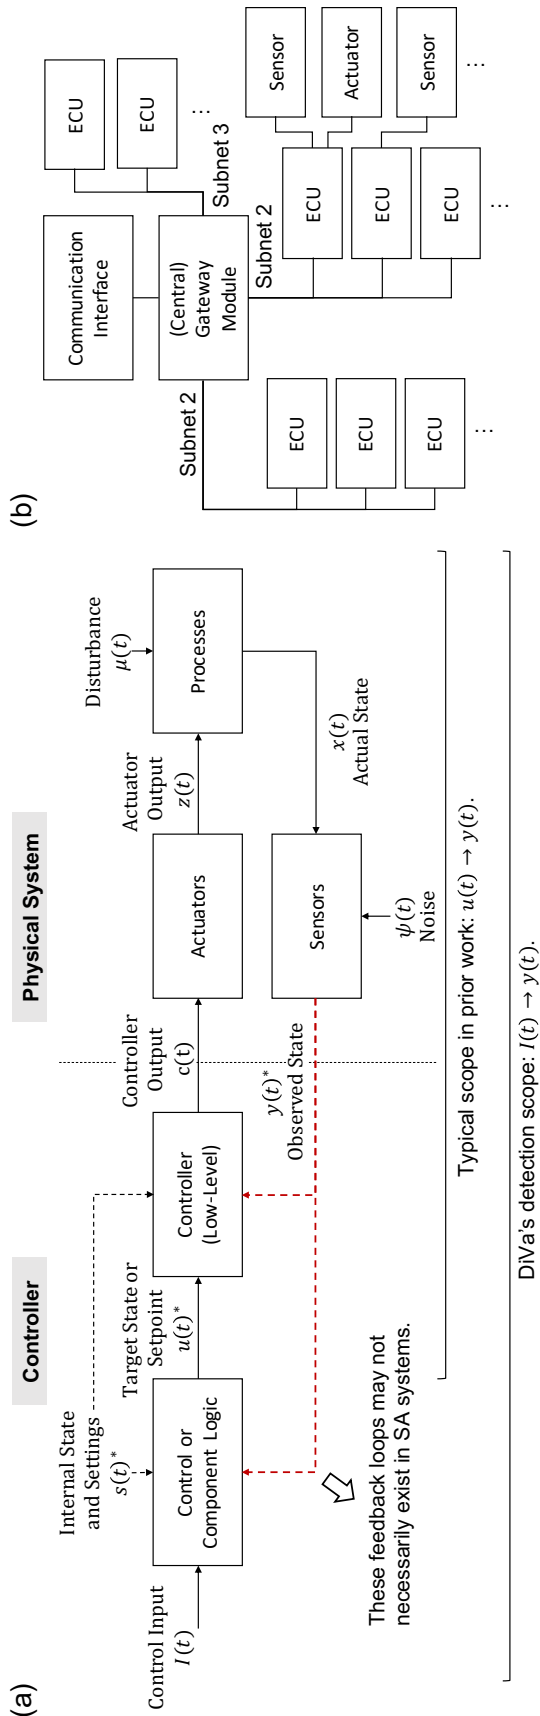 (a)
Controller
Physical System
Internal State
and Settings
s(t)*
Control Input
I(t)
Control or
Component Logic
Target State or
Setpoint
u(t)*
Controller
(Low-Level)
Controller
Output
c(t)
Actuators
Actuator
Output
z(t)
Disturbance
μ(t)
Processes
x(t)
Actual State
Sensors
ψ(t)
Noise
y(t)*
Observed State
These feedback loops may not
necessarily exist in SA systems.
Typical scope in prior work: u(t) → y(t).
DiVa's detection scope: I(t) → y(t).
(b)
Communication
Interface
ECU
ECU
...
Subnet 3
(Central)
Gateway
Module
Subnet 2
Subnet 2
ECU
ECU
ECU
...
ECU
ECU
ECU
...
Sensor
Actuator
Sensor
...